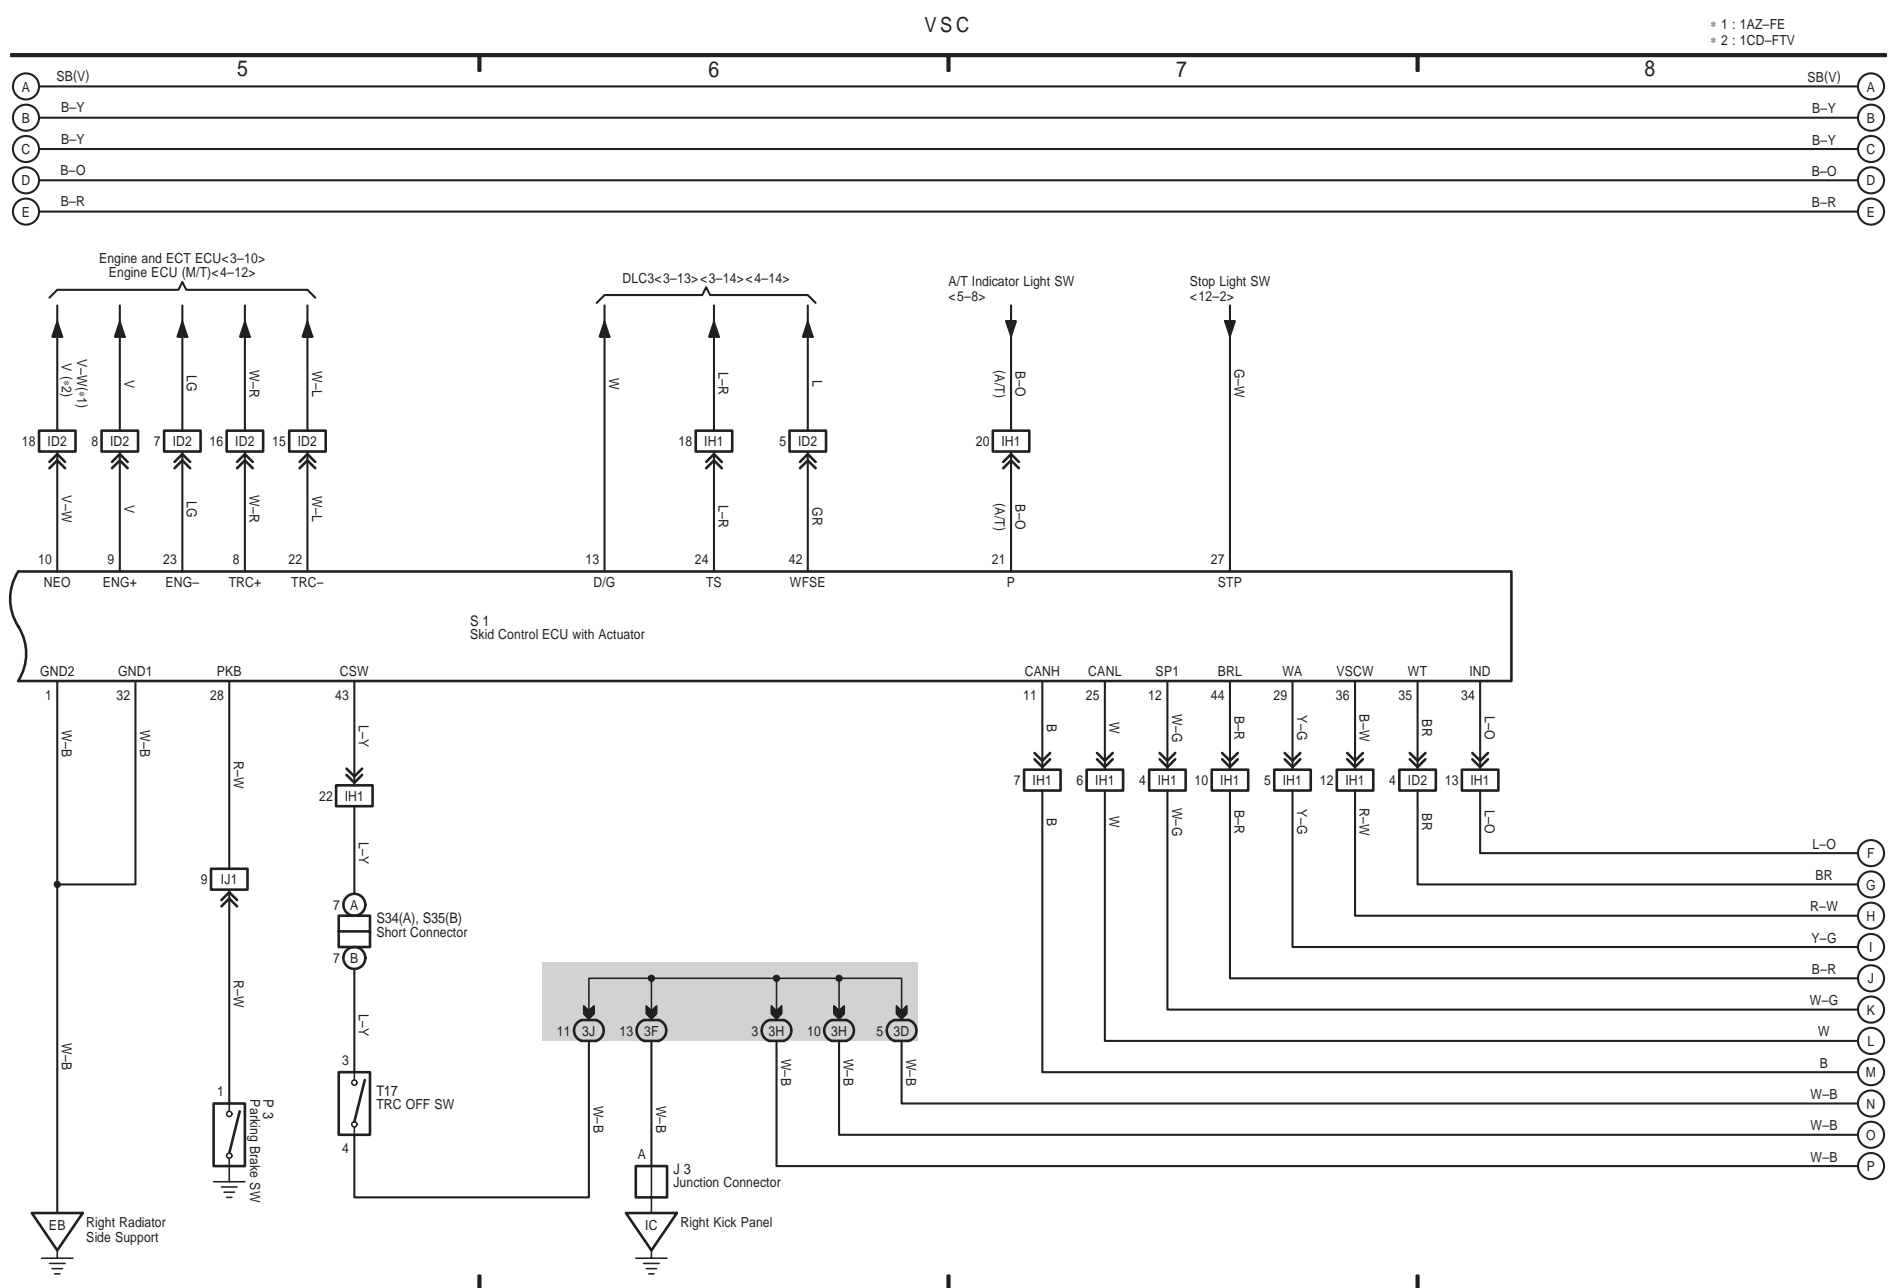 VSC
∗ 1 : 1AZ–FE
∗ 2 : 1CD–FTV
5 6 7 8
A SB(V) SB(V) A
B B–Y B–Y B
C B–Y B–Y C
D B–O B–O D
E B–R B–R E
Engine and ECT ECU<3–10>
Engine ECU (M/T)<4–12>
DLC3<3–13><3–14><4–14>
A/T Indicator Light SW
<5–8>
Stop Light SW
<12–2>
V–W(∗1)
V (∗2)
V LG W–R W–L W L–R L B–O (A/T) G–W
18 ID2 8 ID2 7 ID2 16 ID2 15 ID2 18 IH1 5 ID2 20 IH1
V–W V LG W–R W–L L–R GR B–O (A/T)
10 9 23 8 22 13 24 42 21 27
NEO ENG+ ENG– TRC+ TRC– D/G TS WFSE P STP
S 1
Skid Control ECU with Actuator
GND2 GND1 PKB CSW CANH CANL SP1 BRL WA VSCW WT IND
1 32 28 43 11 25 12 44 29 36 35 34
W–B W–B R–W L–Y B W W–G B–R Y–G B–W BR L–O
22 IH1 7 IH1 6 IH1 4 IH1 10 IH1 5 IH1 12 IH1 4 ID2 13 IH1
L–Y B W W–G B–R Y–G R–W BR L–O
L–O F
9 IJ1
BR G
7 A
S34(A), S35(B)
Short Connector
7 B
R–W H
Y–G I
B–R J
R–W L–Y
W–G K
11 3J 13 3F 3 3H 10 3H 5 3D
W L
W–B W–B W–B W–B
B M
3
T17
TRC OFF SW
4
1
P 3
Parking Brake SW
W–B W–B
W–B N
W–B O
W–B P
A
J 3
Junction Connector
EB Right Radiator
Side Support
IC Right Kick Panel